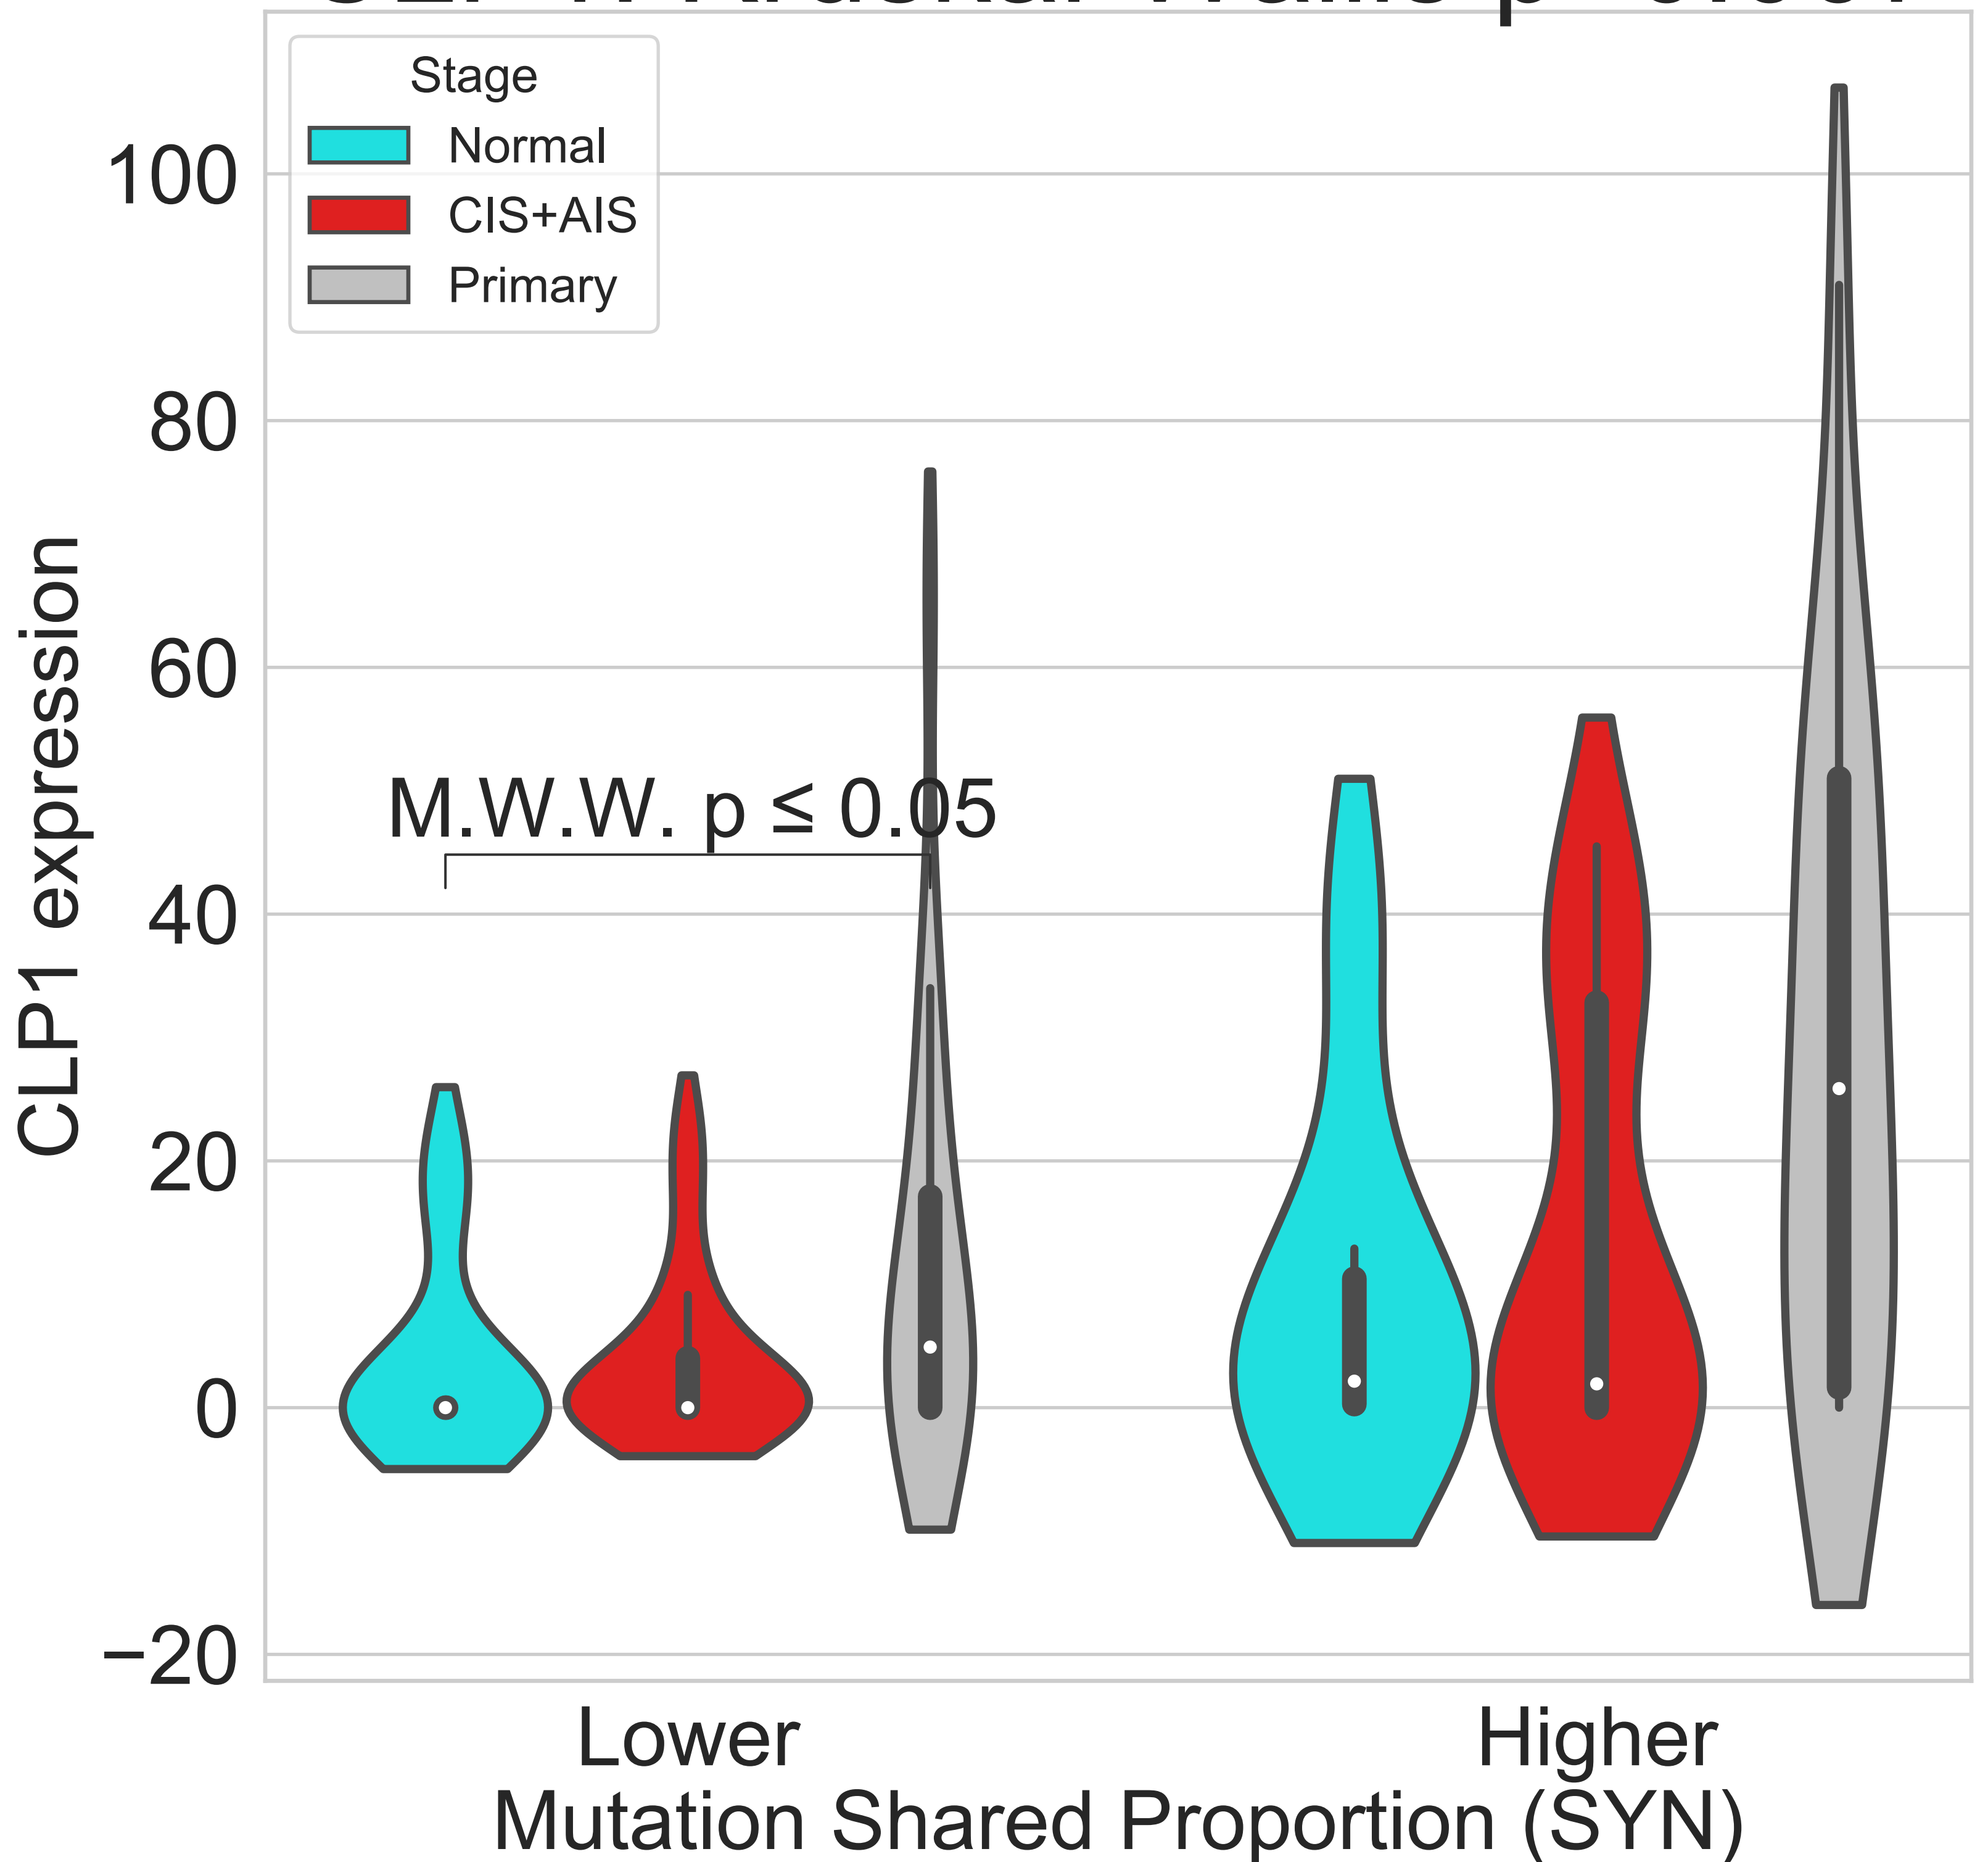 Stage
Normal
CIS+AIS
Primary
100
80
60
40
20
0
−20
CLP1 expression
M.W.W. p ≤ 0.05
Lower
Higher
Mutation Shared Proportion (SYN)